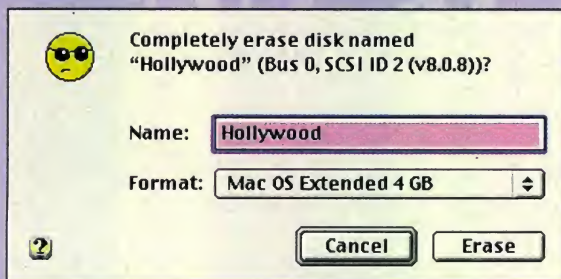 Completely erase disk named
“Hollywood” (Bus 0, SCSI ID 2 (v8.0.8))?
Name: Hollywood
Format: Mac OS Extended 4 GB
?
Cancel Erase